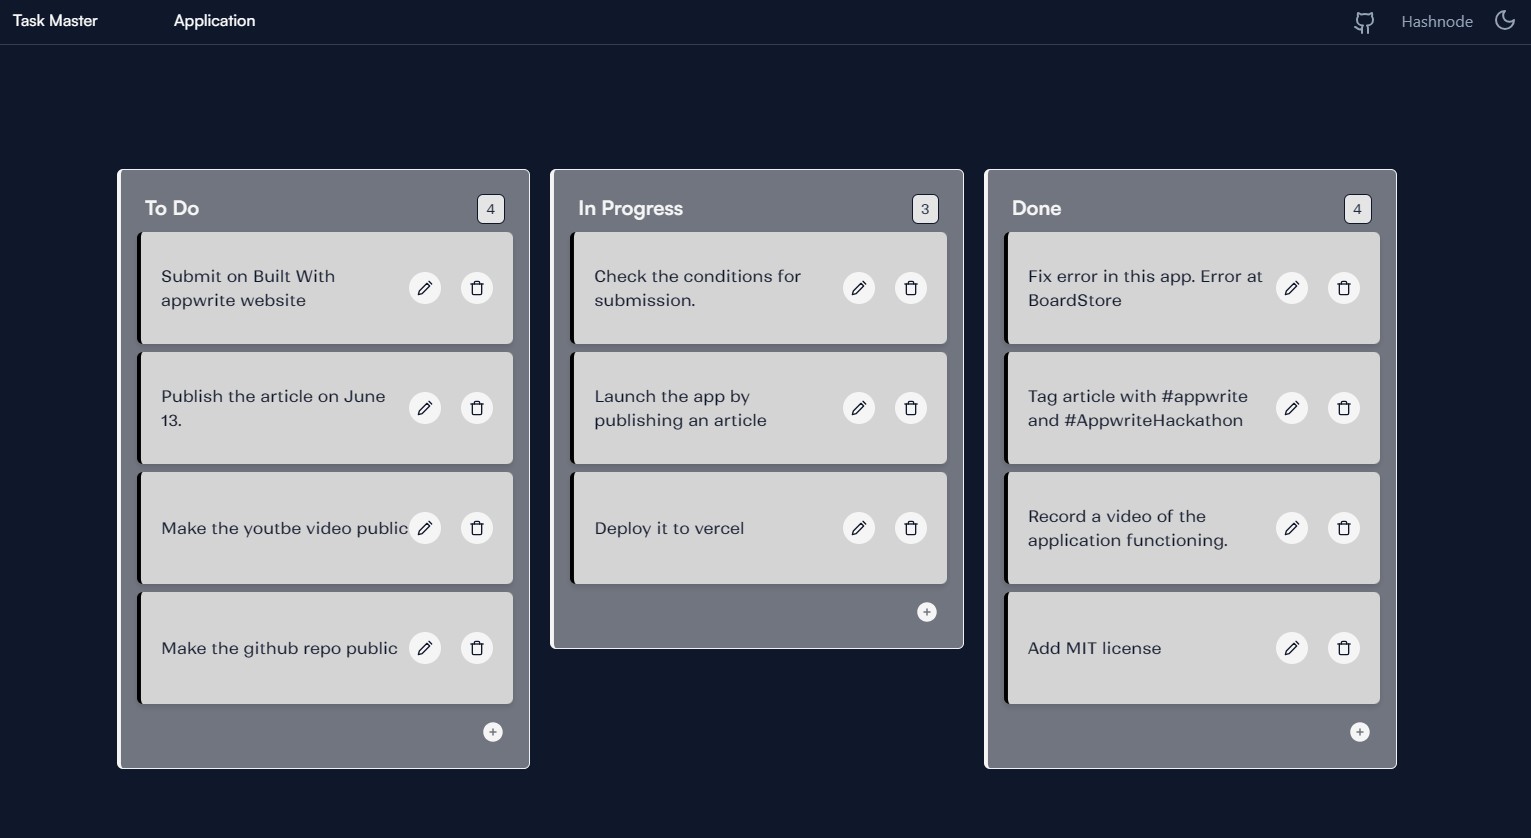 Task Master
Application
Hashnode
To Do
4
Submit on Built With
appwrite website
Publish the article on June
13.
Make the youtbe video public
Make the github repo public
In Progress
3
Check the conditions for
submission.
Launch the app by
publishing an article
Deploy it to vercel
Done
4
Fix error in this app. Error at
BoardStore
Tag article with #appwrite
and #AppwriteHackathon
Record a video of the
application functioning.
Add MIT license